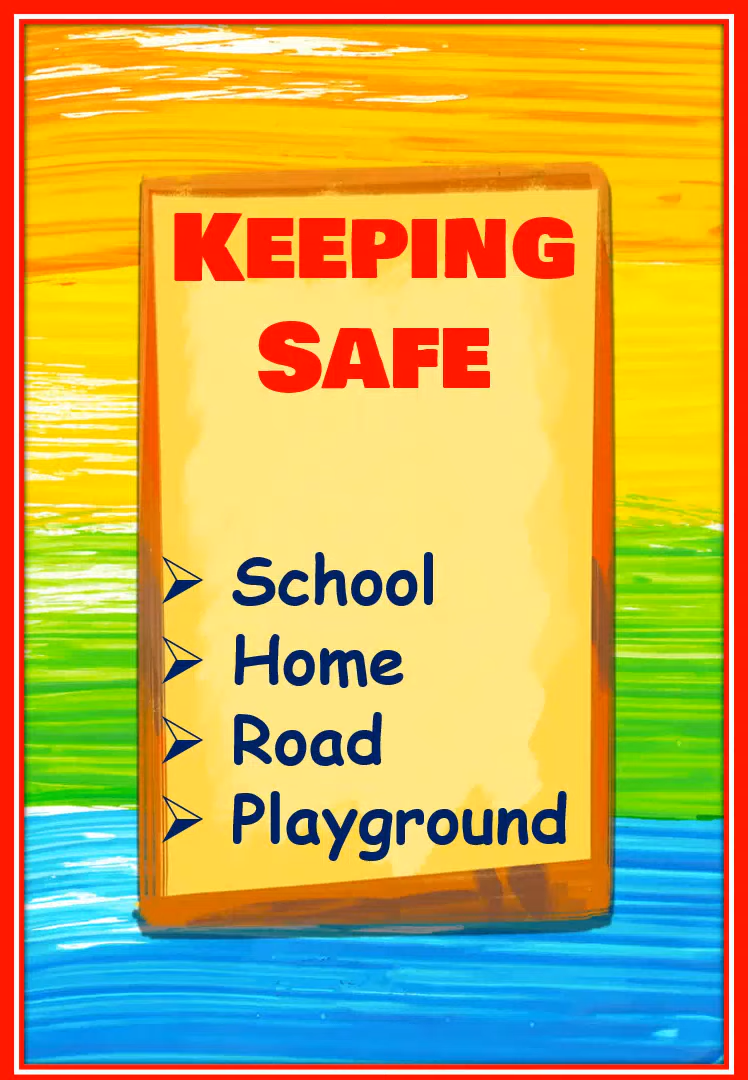 KEEPING
SAFE
➢ School
➢ Home
➢ Road
➢ Playground